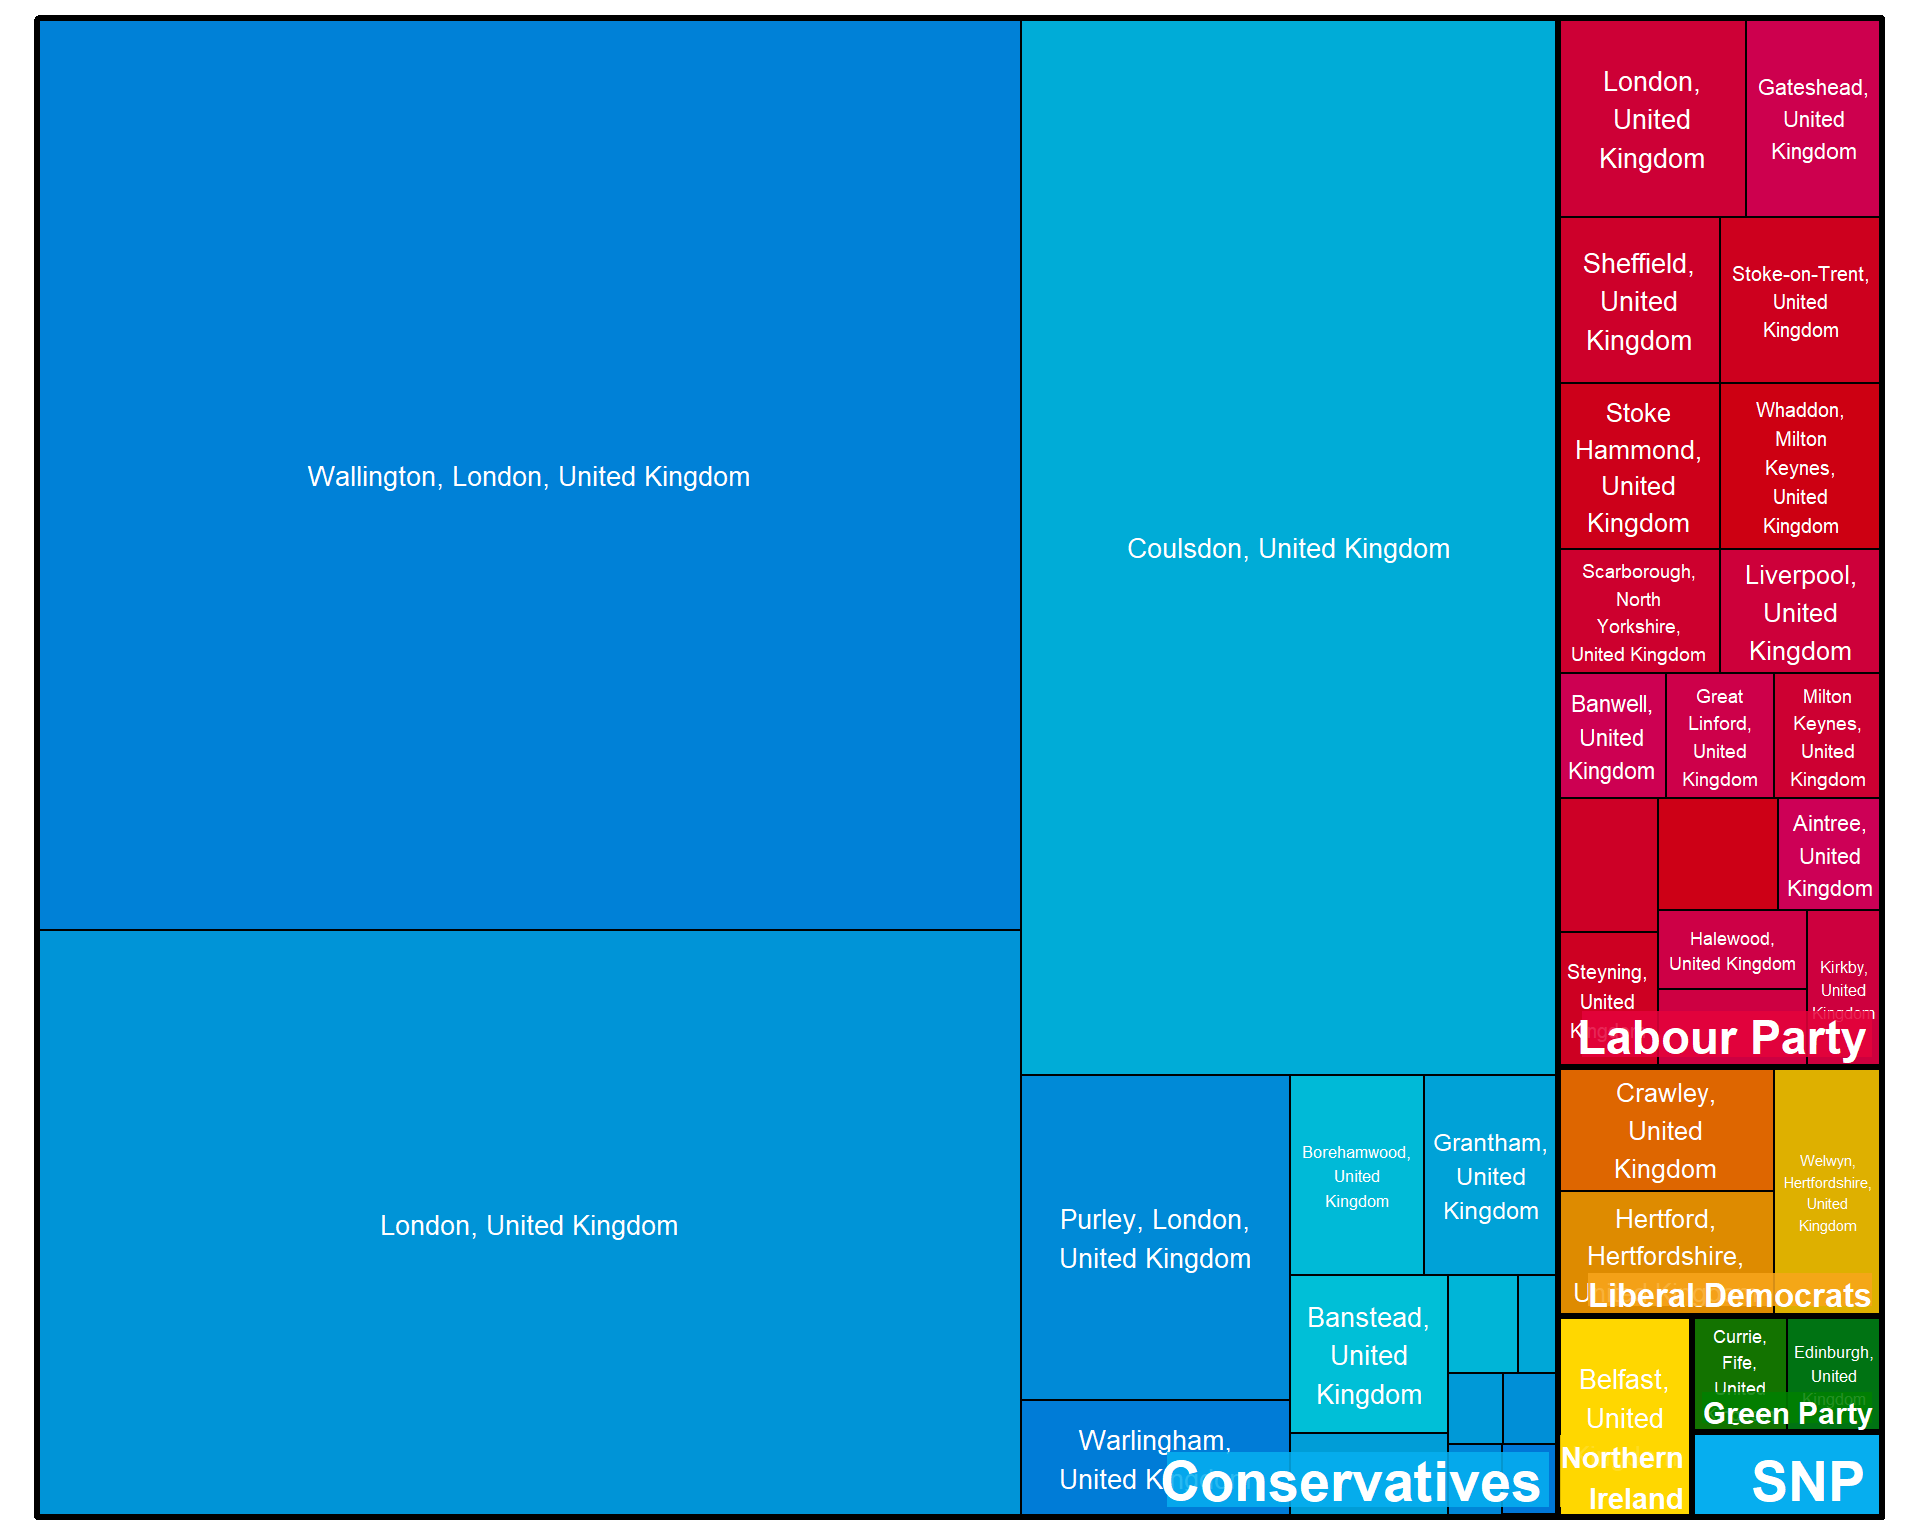 Wallington, London, United Kingdom
London, United Kingdom
Coulsdon, United Kingdom
Purley, London,
United Kingdom
Warlingham,
United
Borehamwood,
United
Kingdom
Grantham,
United
Kingdom
Banstead,
United
Kingdom
Conservatives
London,
United
Kingdom
Gateshead,
United
Kingdom
Sheffield,
United
Kingdom
Stoke-on-Trent,
United
Kingdom
Stoke
Hammond,
United
Kingdom
Whaddon,
Milton
Keynes,
United
Kingdom
Scarborough,
North
Yorkshire,
United Kingdom
Liverpool,
United
Kingdom
Banwell,
United
Kingdom
Great
Linford,
United
Kingdom
Milton
Keynes,
United
Kingdom
Aintree,
United
Kingdom
Halewood,
United Kingdom
Kirkby,
United
Kingdom
Steyning,
United
Labour Party
Crawley,
United
Kingdom
Hertford,
Hertfordshire,
Welwyn,
Hertfordshire,
United
Kingdom
Liberal Democrats
Belfast,
United
Northern
Ireland
Currie,
Fife,
United
Edinburgh,
United
Kingdom
Green Party
SNP